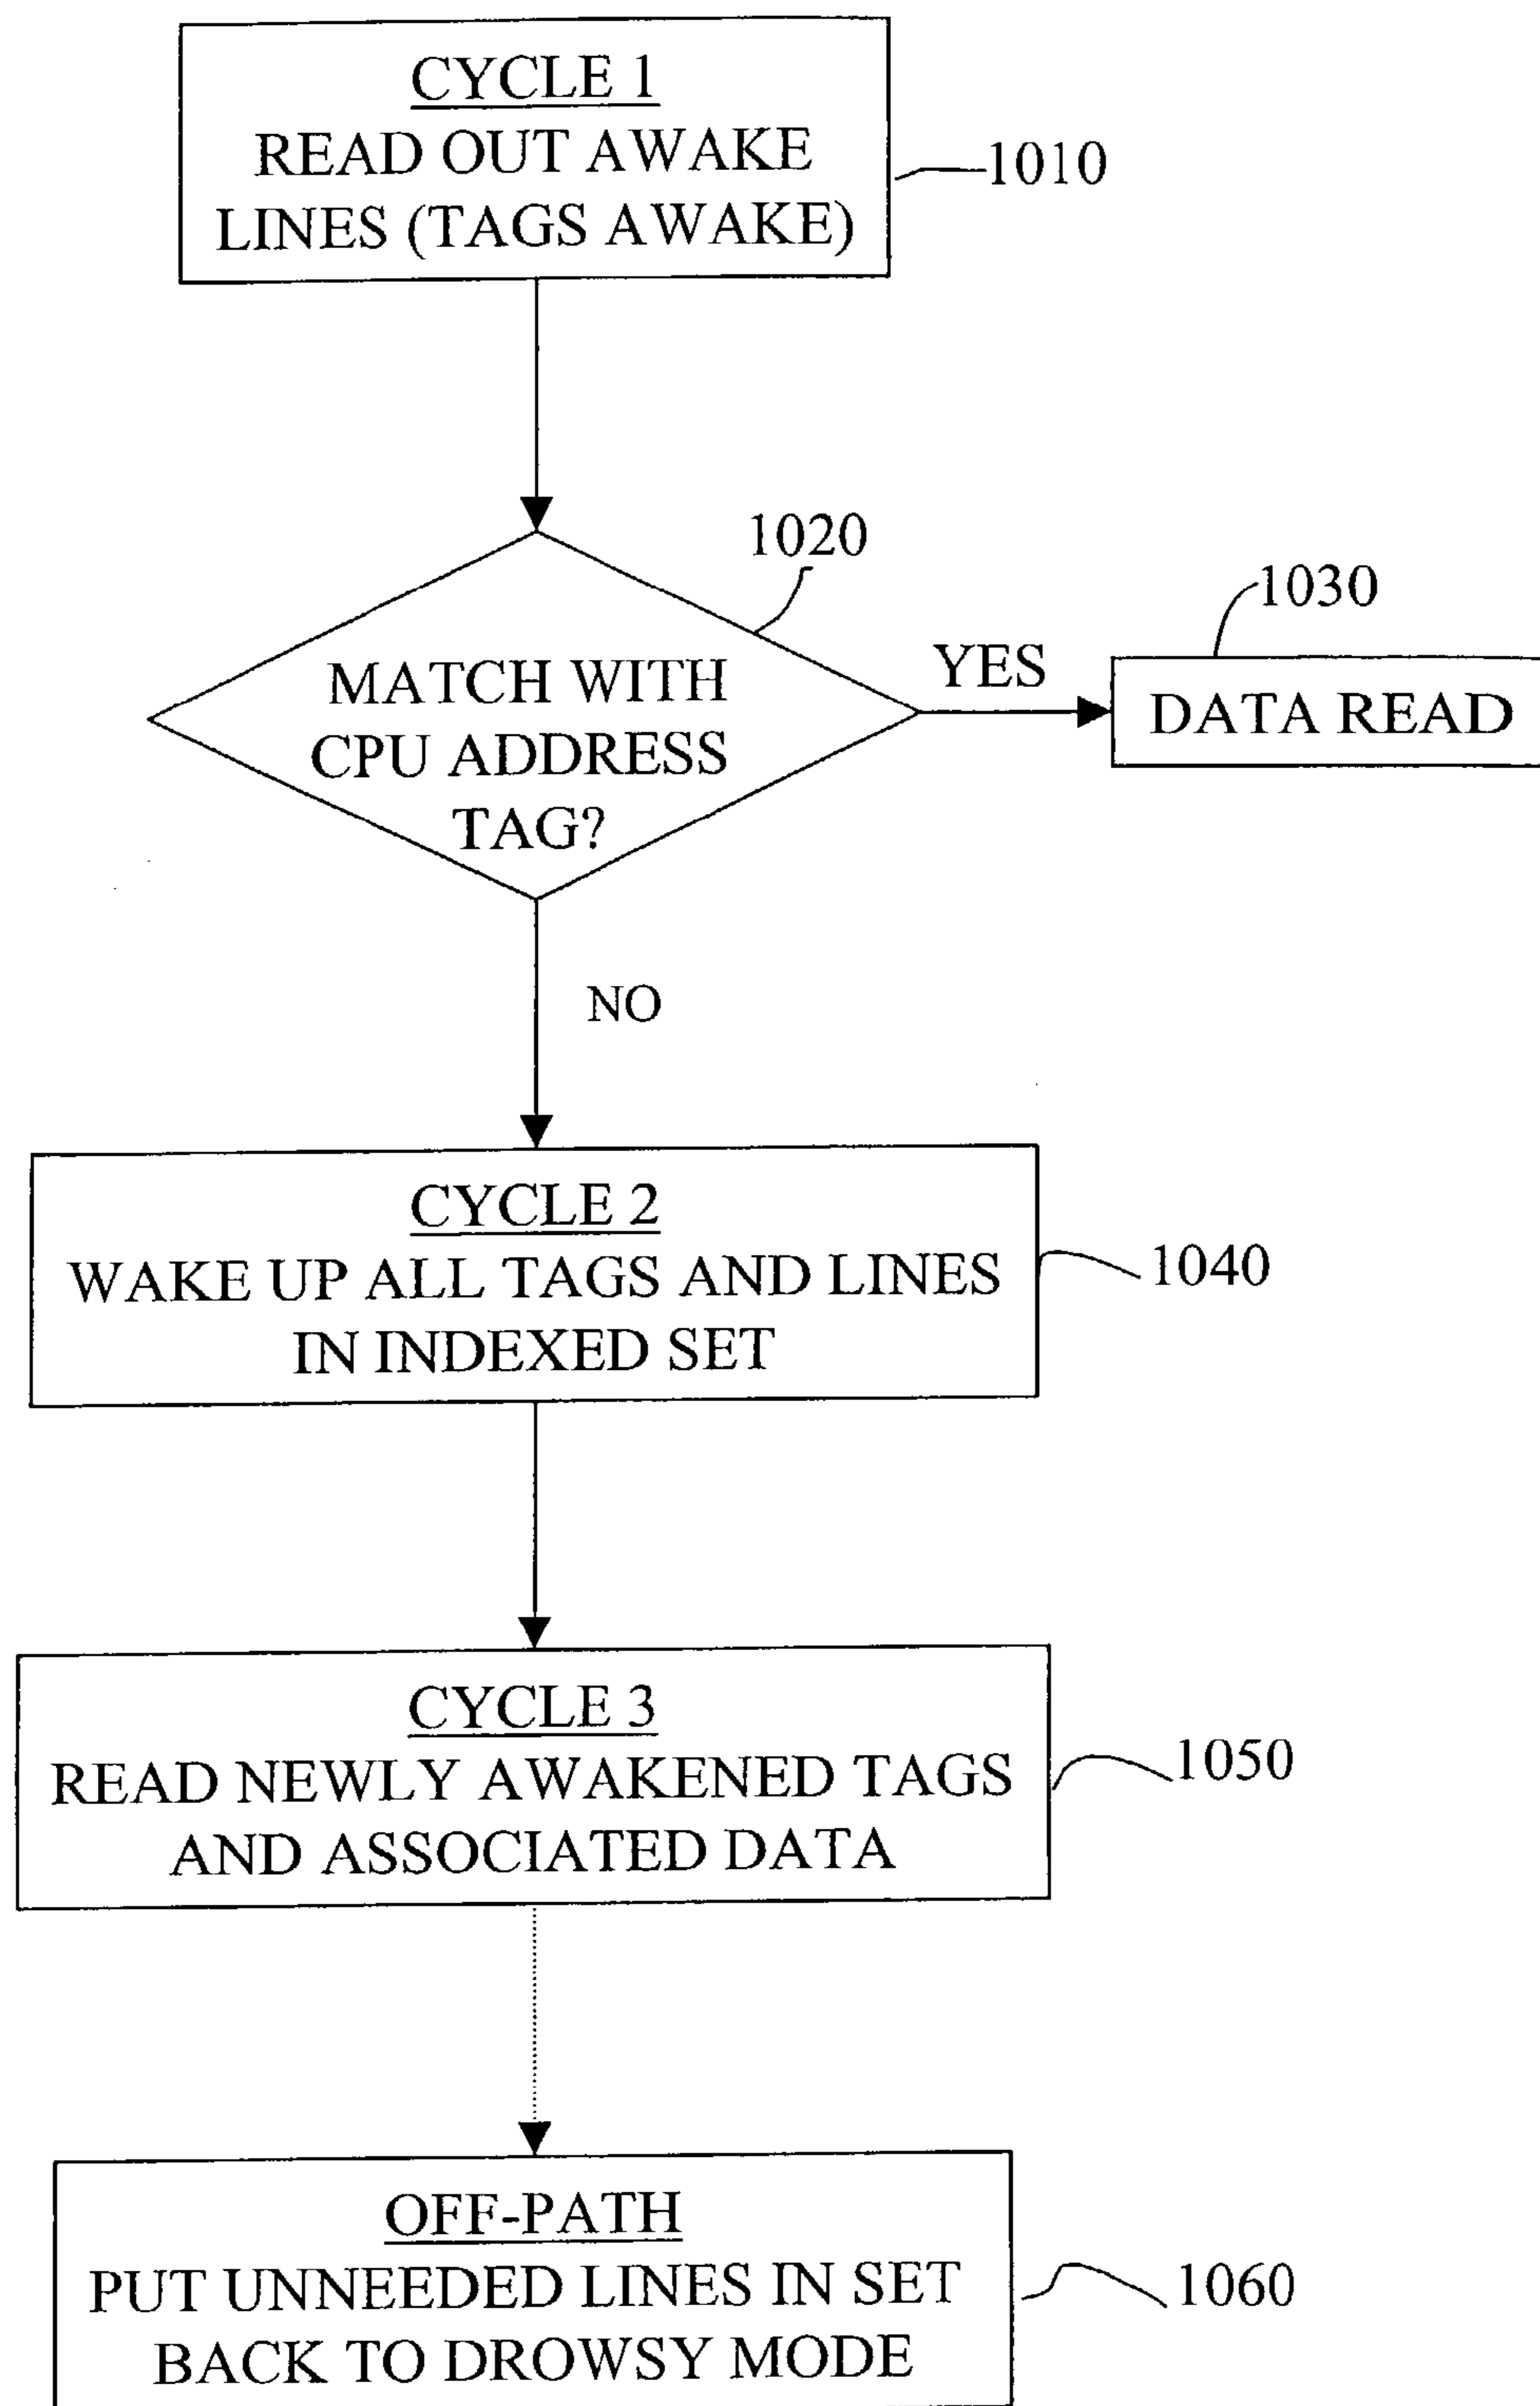 CYCLE 1
READ OUT AWAKE
LINES (TAGS AWAKE)
1010
1020
MATCH WITH
CPU ADDRESS
TAG?
YES
1030
DATA READ
NO
CYCLE 2
WAKE UP ALL TAGS AND LINES
IN INDEXED SET
1040
CYCLE 3
READ NEWLY AWAKENED TAGS
AND ASSOCIATED DATA
1050
OFF-PATH
PUT UNNEEDED LINES IN SET
BACK TO DROWSY MODE
1060